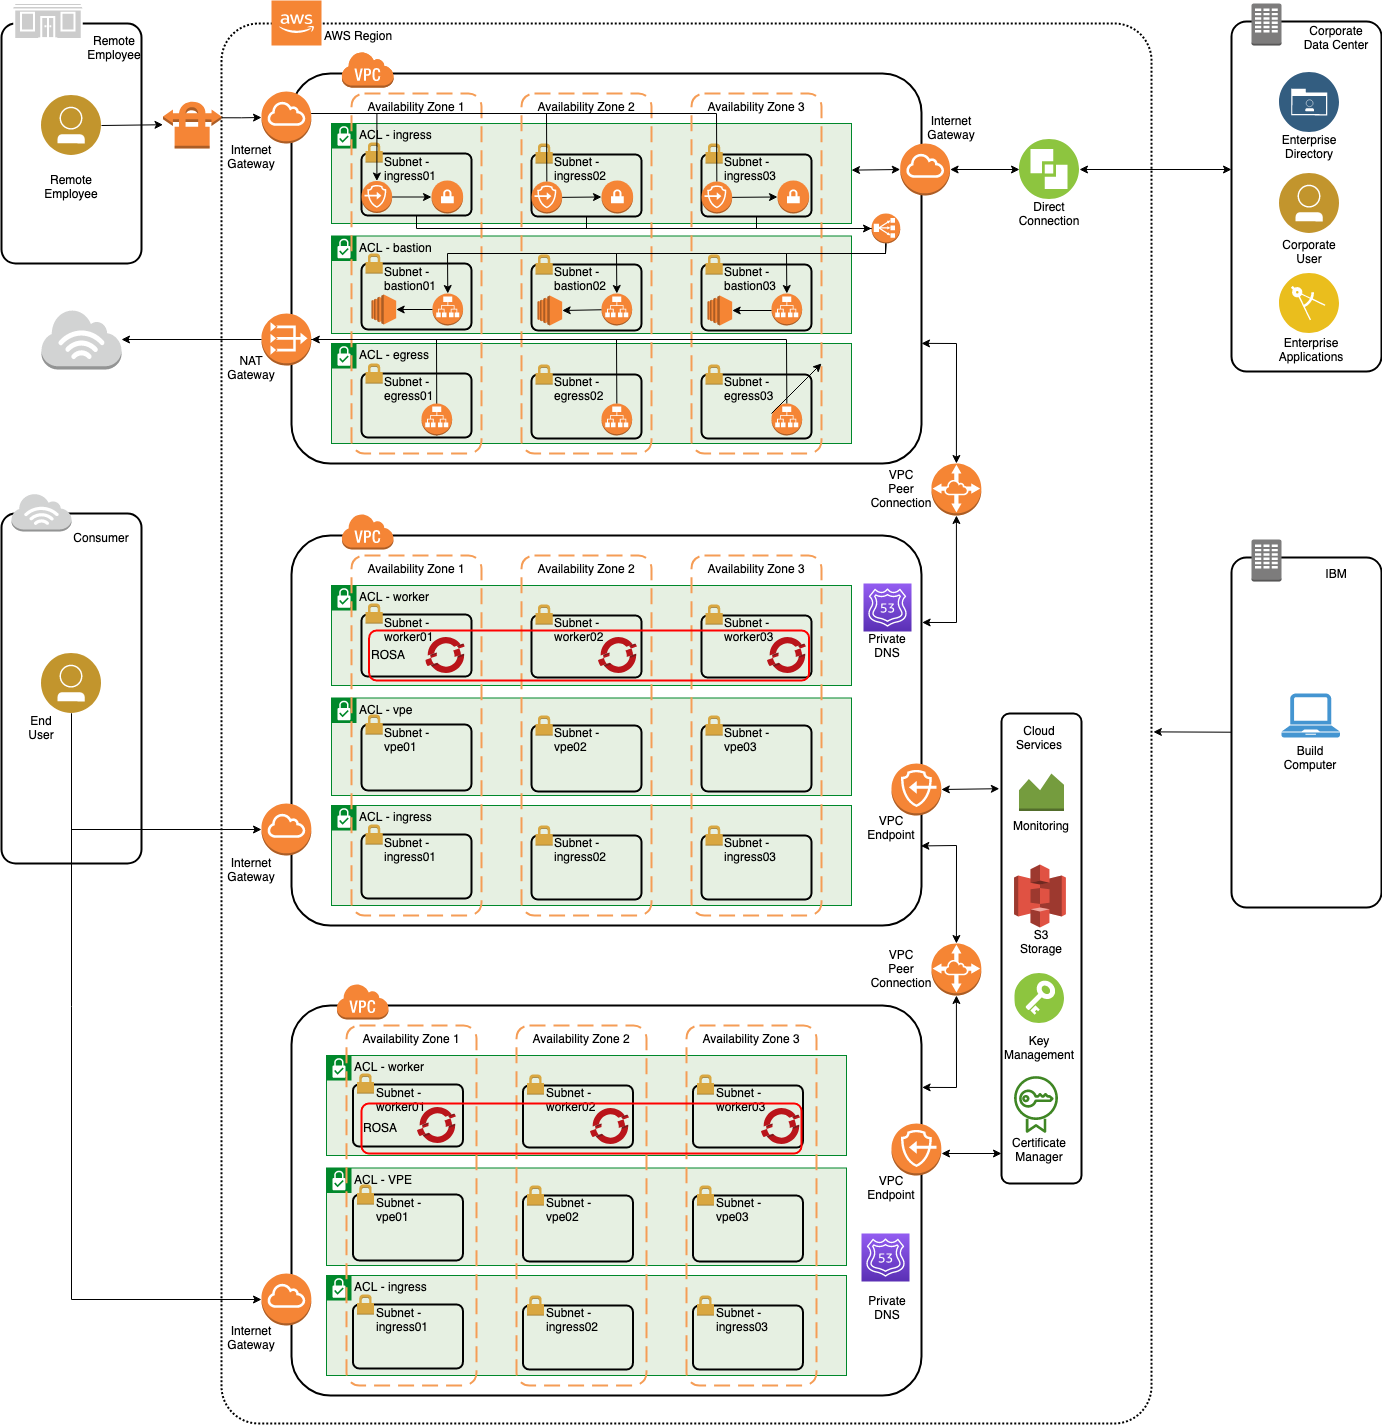 Remote
Employee
Remote
Employee
aws
AWS Region
Internet
Gateway
VPC
Availability Zone 1
Availability Zone 2
Availability Zone 3
ACL - ingress
Subnet -
ingress01
Subnet -
ingress02
Subnet -
ingress03
ACL - bastion
Subnet -
bastion01
Subnet -
bastion02
Subnet -
bastion03
ACL - egress
Subnet -
egress01
Subnet -
egress02
Subnet -
egress03
NAT
Gateway
Internet
Gateway
Direct
Connection
Corporate
Data Center
Enterprise
Directory
Corporate
User
Enterprise
Applications
VPC
Peer
Connection
Consumer
End
User
Internet
Gateway
VPC
Availability Zone 1
Availability Zone 2
Availability Zone 3
ACL - worker
Subnet -
worker01
Subnet -
worker02
Subnet -
worker03
ROSA
ACL - vpe
Subnet -
vpe01
Subnet -
vpe02
Subnet -
vpe03
ACL - ingress
Subnet -
ingress01
Subnet -
ingress02
Subnet -
ingress03
53
Private
DNS
VPC
Endpoint
IBM
Build
Computer
Cloud
Services
Monitoring
S3
Storage
Key
Management
Certificate
Manager
VPC
Peer
Connection
VPC
Availability Zone 1
Availability Zone 2
Availability Zone 3
ACL - worker
Subnet -
worker01
Subnet -
worker02
Subnet -
worker03
ROSA
ACL - VPE
Subnet -
vpe01
Subnet -
vpe02
Subnet -
vpe03
ACL - ingress
Subnet -
ingress01
Subnet -
ingress02
Subnet -
ingress03
VPC
Endpoint
53
Private
DNS
Internet
Gateway